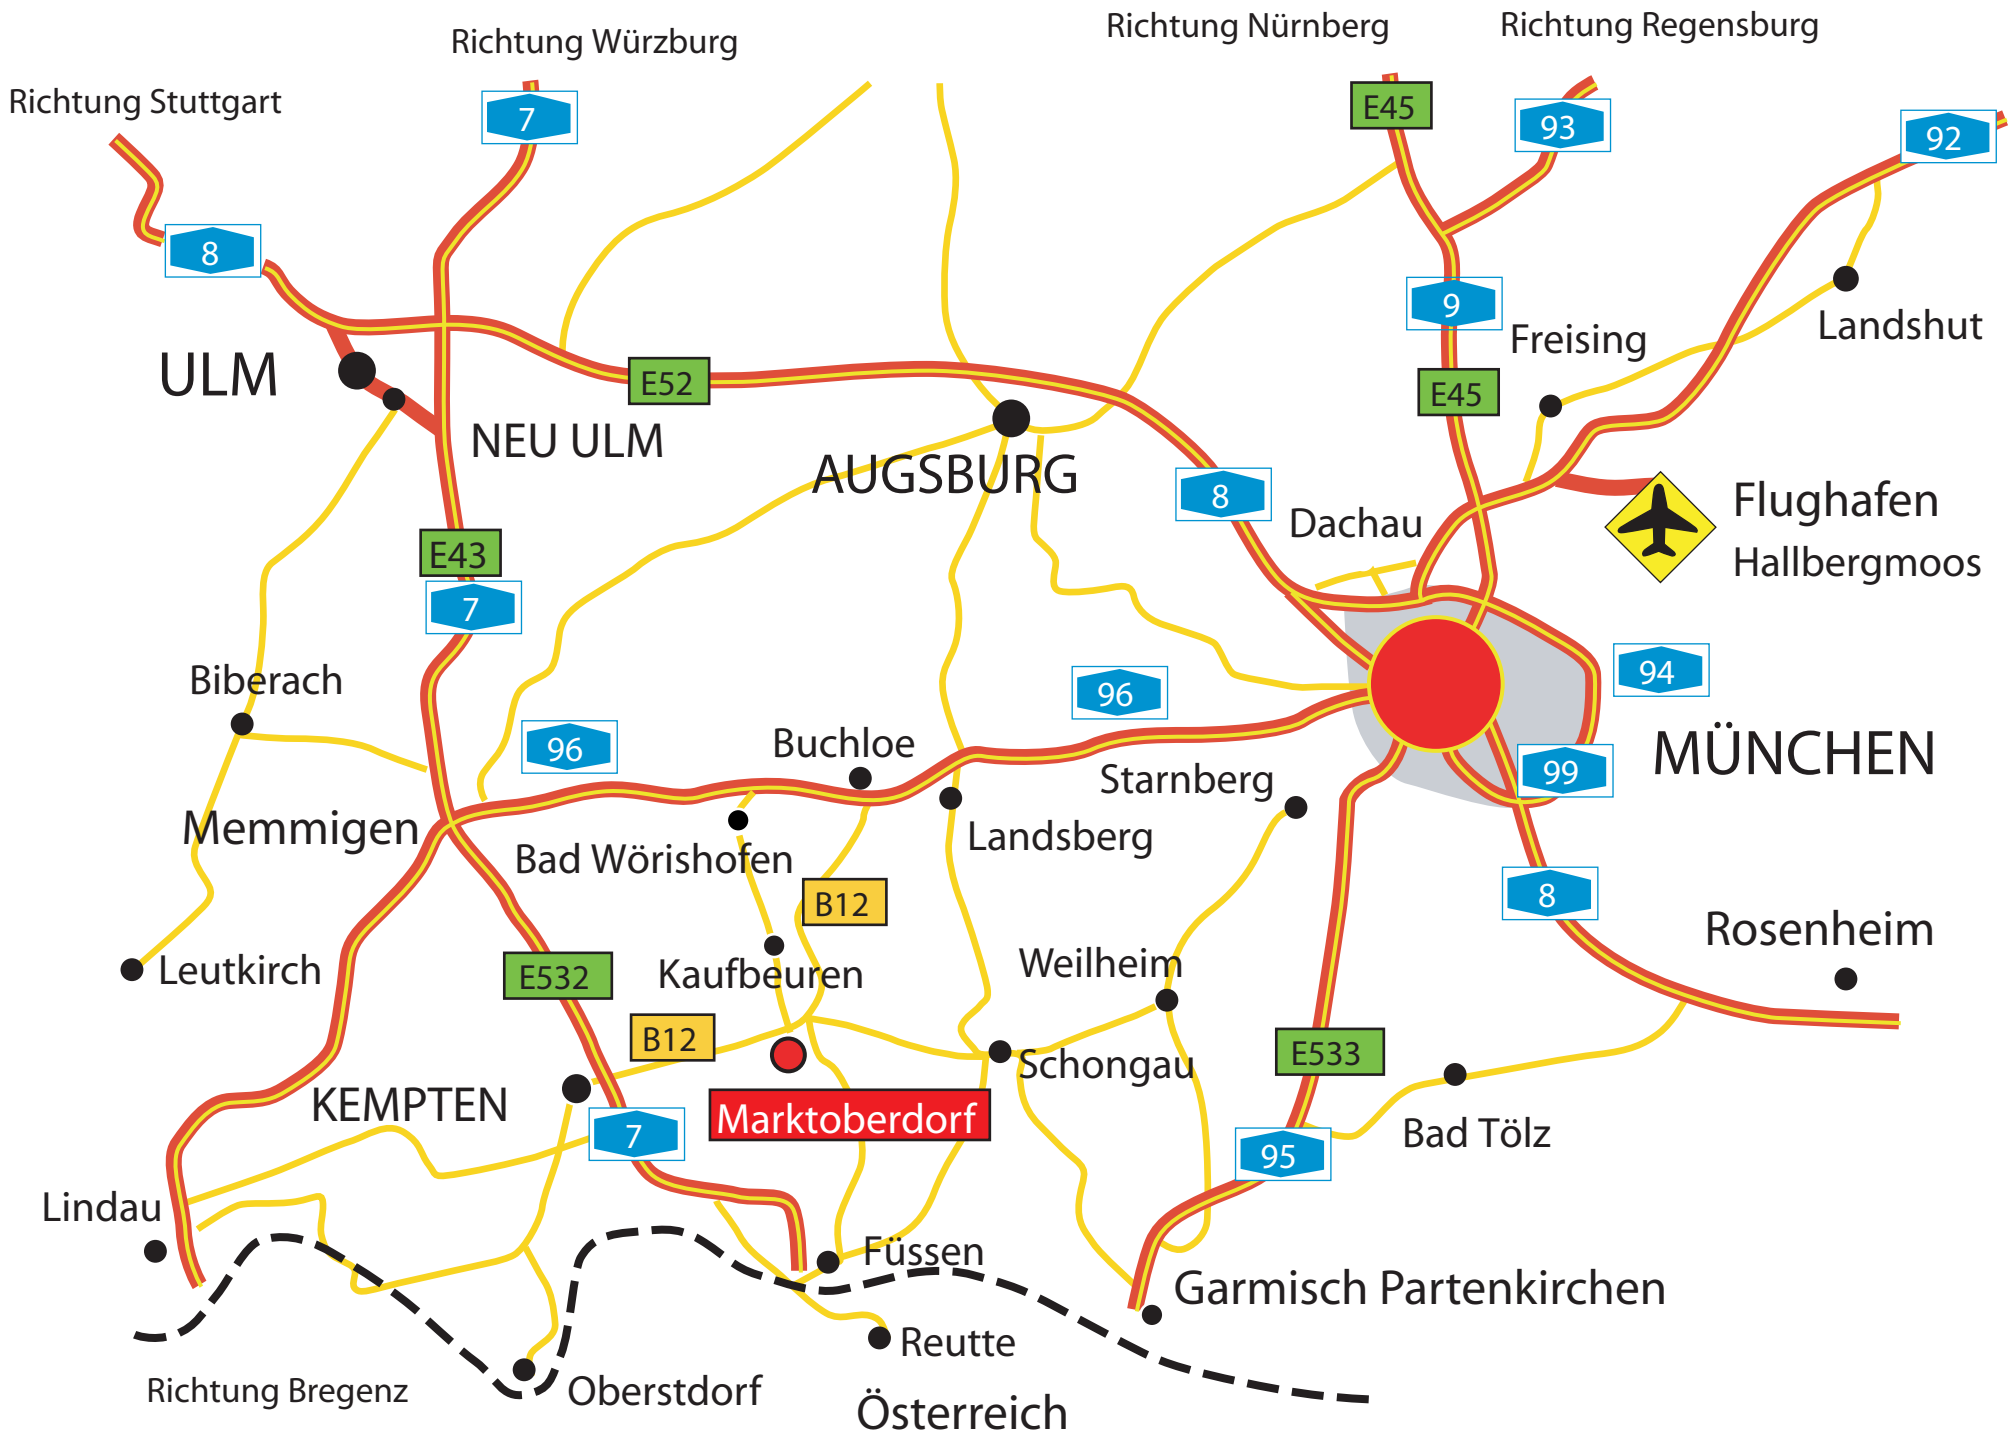 Richtung Nürnberg
Richtung Regensburg
Richtung Würzburg
Richtung Stuttgart
7
E45
93
92
8
9
Freising
Landshut
ULM
E52
E45
NEU ULM
AUGSBURG
8
Dachau
Flughafen
Hallbergmoos
E43
7
Biberach
96
94
96
Buchloe
Starnberg
99
MÜNCHEN
Memmigen
Bad Wörishofen
Landsberg
B12
8
Rosenheim
Leutkirch
E532
Kaufbeuren
Weilheim
B12
Schongau
E533
KEMPTEN
7
Marktoberdorf
Bad Tölz
95
Lindau
Füssen
Garmisch Partenkirchen
Reutte
Richtung Bregenz
Oberstdorf
Österreich